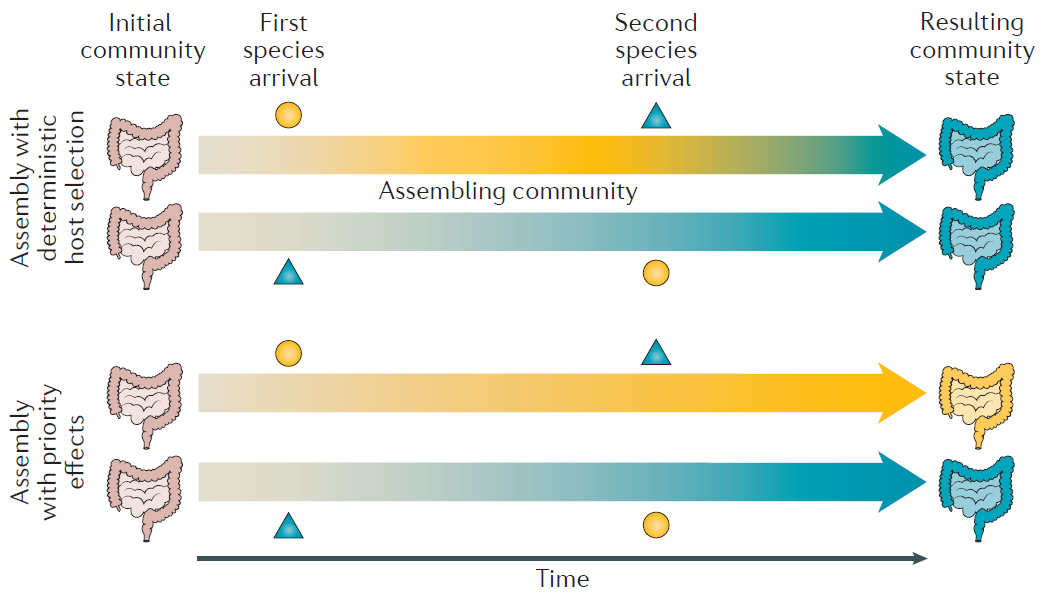 Initial
community
state
First
species
arrival
Second
species
arrival
Resulting
community
state
Assembly with
deterministic
host selection
Assembling community
Assembly
with priority
effects
Time